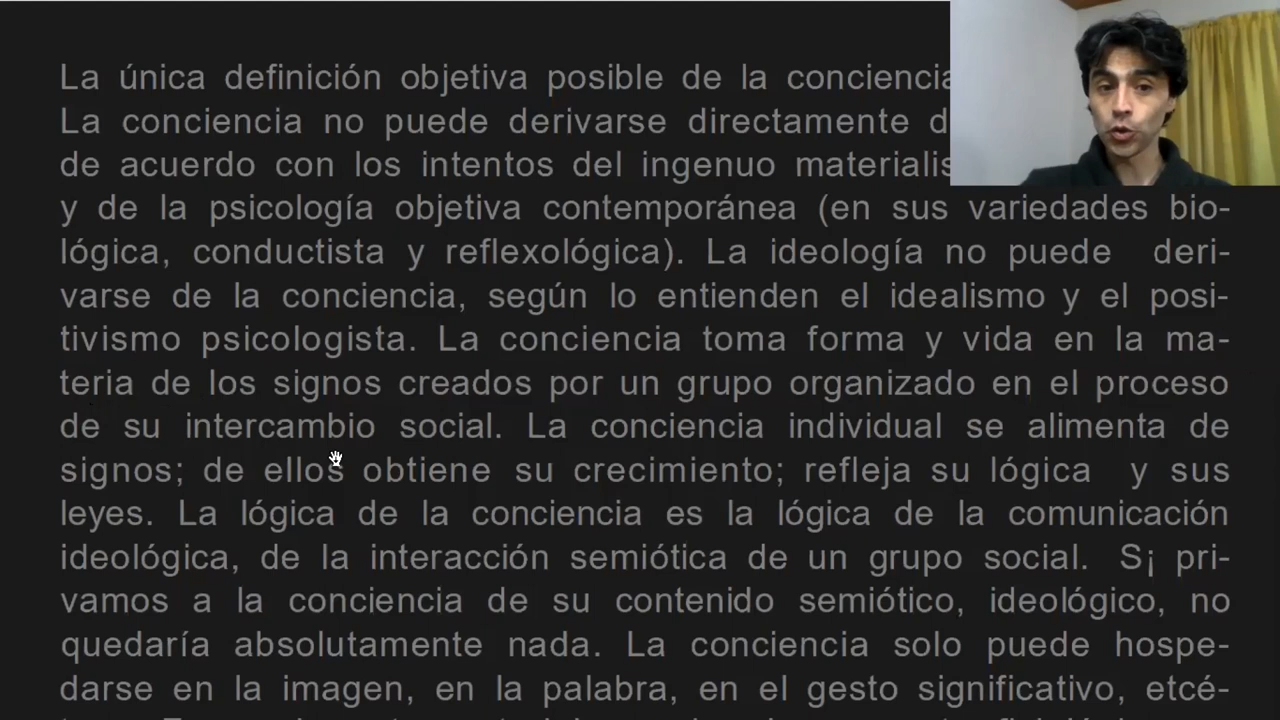 La única definición objetiva posible de la conciencia
La conciencia no puede derivarse directamente
de acuerdo con los intentos del ingenuo
y de la psicología objetiva contemporánea (en sus variedades bio-
lógica, conductista y reflexológica). La ideología no puede deri-
varse de la conciencia, según lo entienden el idealismo y el posi-
tivismo psicologista. La conciencia toma forma y vida en la ma-
teria de los signos creados por un grupo organizado en el proceso
de su intercambio social. La conciencia individual se alimenta de
signos; de ellos obtiene su crecimiento; refleja su lógica y sus
leyes. La lógica de la conciencia es la lógica de la comunicación
ideológica, de la interacción semiótica de un grupo social. S¡ pri-
vamos a la conciencia de su contenido semiótico, ideológico, no
quedaría absolutamente nada. La conciencia solo puede hospe-
darse en la imagen, en la palabra, en el gesto significativo, etcé-